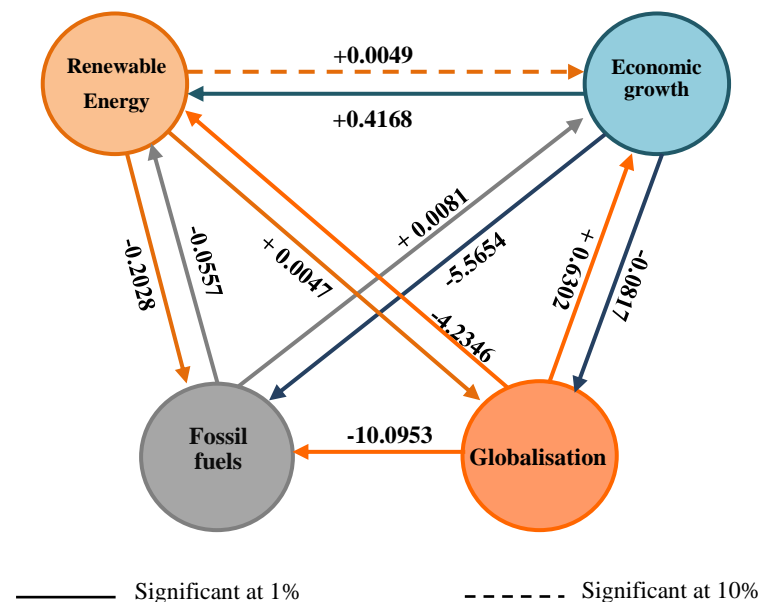 Renewable
Energy
+0.0049
Economic
growth
+0.4168
-0.2028
-0.0557
+ 0.0047
+ 0.0081
-5.5654
-4.2346
+ 0.6302
-0.0817
Fossil
fuels
-10.0953
Globalisation
Significant at 1%
Significant at 10%